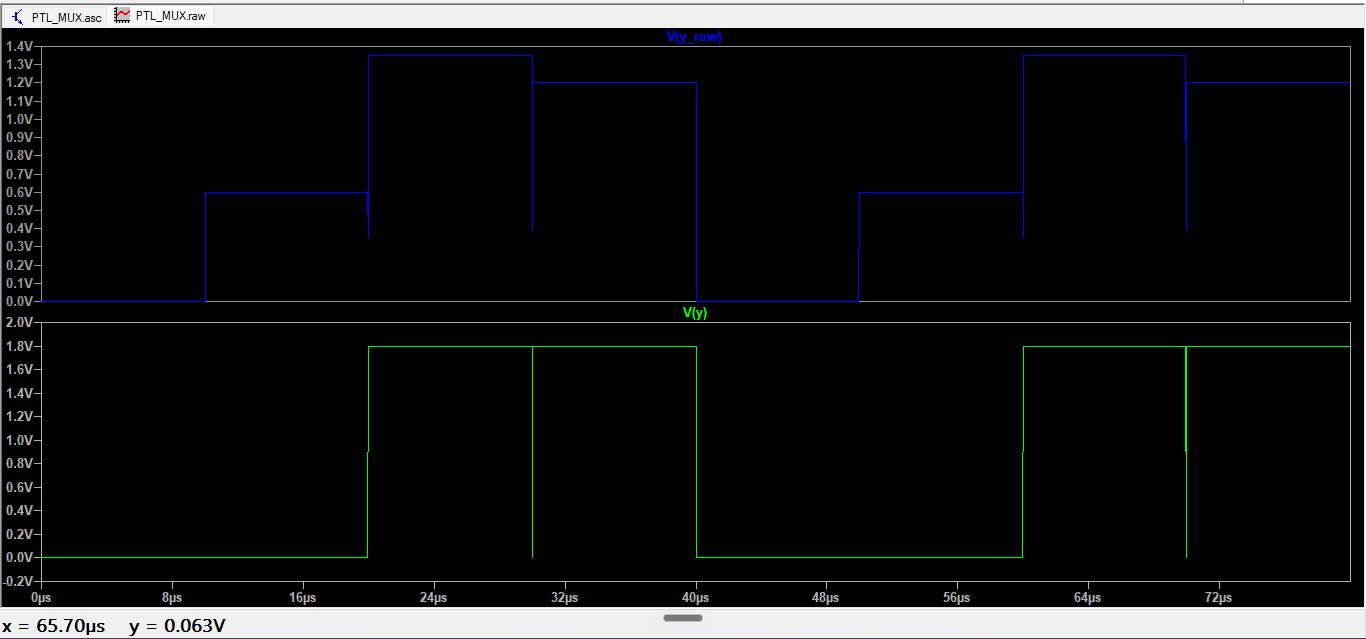 PTL_MUX.asc PTL_MUX.raw
V(y_raw)
1.4V
1.3V
1.2V
1.1V
1.0V
0.9V
0.8V
0.7V
0.6V
0.5V
0.4V
0.3V
0.2V
0.1V
0.0V
V(y)
2.0V
1.8V
1.6V
1.4V
1.2V
1.0V
0.8V
0.6V
0.4V
0.2V
0.0V
-0.2V
0µs 8µs 16µs 24µs 32µs 40µs 48µs 56µs 64µs 72µs
x = 65.70µs y = 0.063V